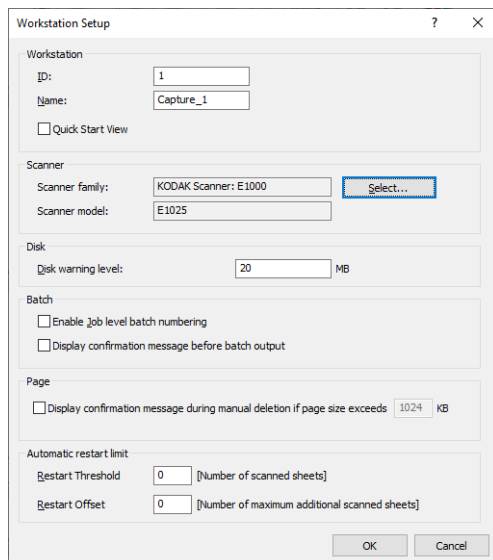 Workstation Setup ? ×
Workstation
ID: 1
Name: Capture_1
Quick Start View
Scanner
Scanner family: KODAK Scanner: E1000 Select...
Scanner model: E1025
Disk
Disk warning level: 20 MB
Batch
Enable Job level batch numbering
Display confirmation message before batch output
Page
Display confirmation message during manual deletion if page size exceeds 1024 KB
Automatic restart limit
Restart Threshold 0 [Number of scanned sheets]
Restart Offset 0 [Number of maximum additional scanned sheets]
OK Cancel